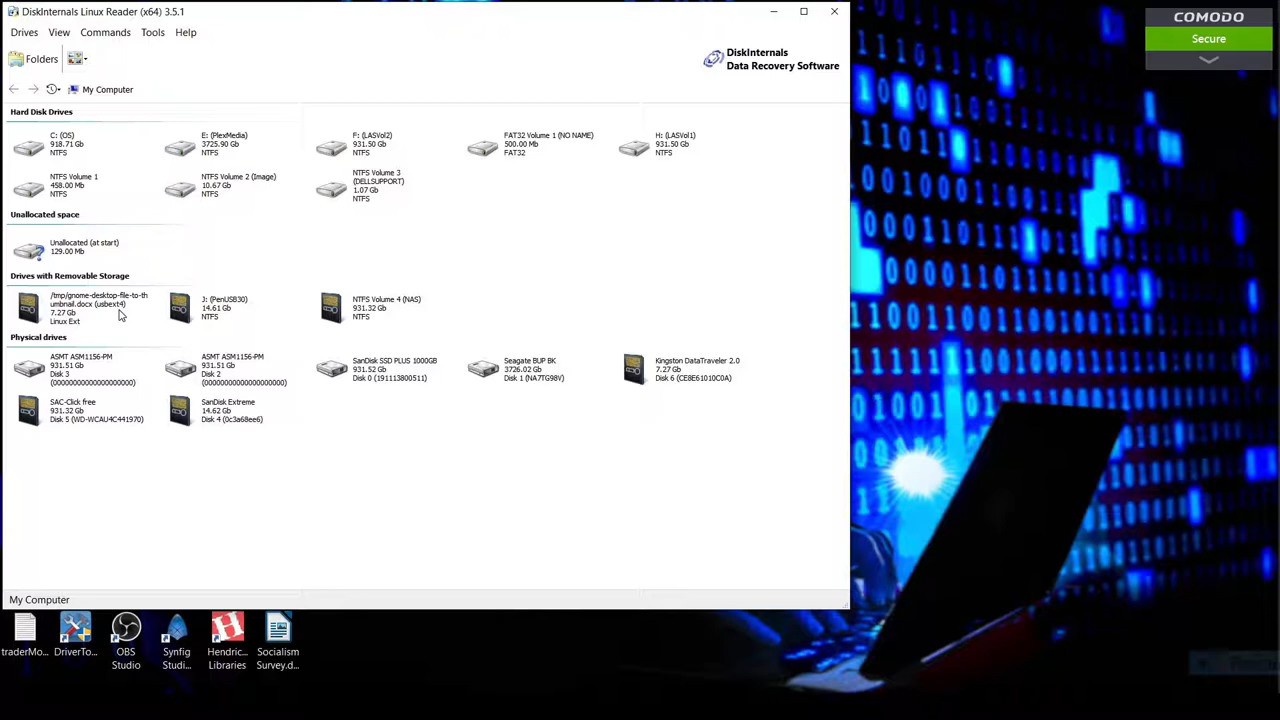 DiskInternals Linux Reader (x64) 3.5.1
Drives View Commands Tools Help
Folders
DiskInternals
Data Recovery Software
My Computer
Hard Disk Drives
C: (OS)
918.71 Gb
NTFS
E: (PlexMedia)
3725.90 Gb
NTFS
F: (LASVol2)
931.50 Gb
NTFS
FAT32 Volume 1 (NO NAME)
500.00 Mb
FAT32
H: (LASVol1)
931.50 Gb
NTFS
NTFS Volume 1
458.00 Mb
NTFS
NTFS Volume 2 (Image)
10.67 Gb
NTFS
NTFS Volume 3
(DELLSUPPORT)
1.07 Gb
NTFS
Unallocated space
Unallocated (at start)
129.00 Mb
Drives with Removable Storage
/tmp/gnome-desktop-file-to-th
umbnail.docx (usbext4)
7.27 Gb
Linux Ext
J: (PenUSB30)
14.61 Gb
NTFS
NTFS Volume 4 (NAS)
931.32 Gb
NTFS
Physical drives
ASMT ASM1156-PM
931.51 Gb
Disk 3
(00000000000000000000)
ASMT ASM1156-PM
931.51 Gb
Disk 2
(00000000000000000000)
SanDisk SSD PLUS 1000GB
931.52 Gb
Disk 0 (191113800511)
Seagate BUP BK
3726.02 Gb
Disk 1 (NA7TG98V)
Kingston DataTraveler 2.0
7.27 Gb
Disk 6 (CE8E61010C0A)
SAC-Click free
931.32 Gb
Disk 5 (WD-WCAU4C441970)
SanDisk Extreme
14.62 Gb
Disk 4 (0c3a68ee6)
My Computer
COMODO
Secure
traderMo...
DriverTo...
OBS
Studio
Synfig
Studi...
Hendric...
Libraries
Socialism
Survey.d...